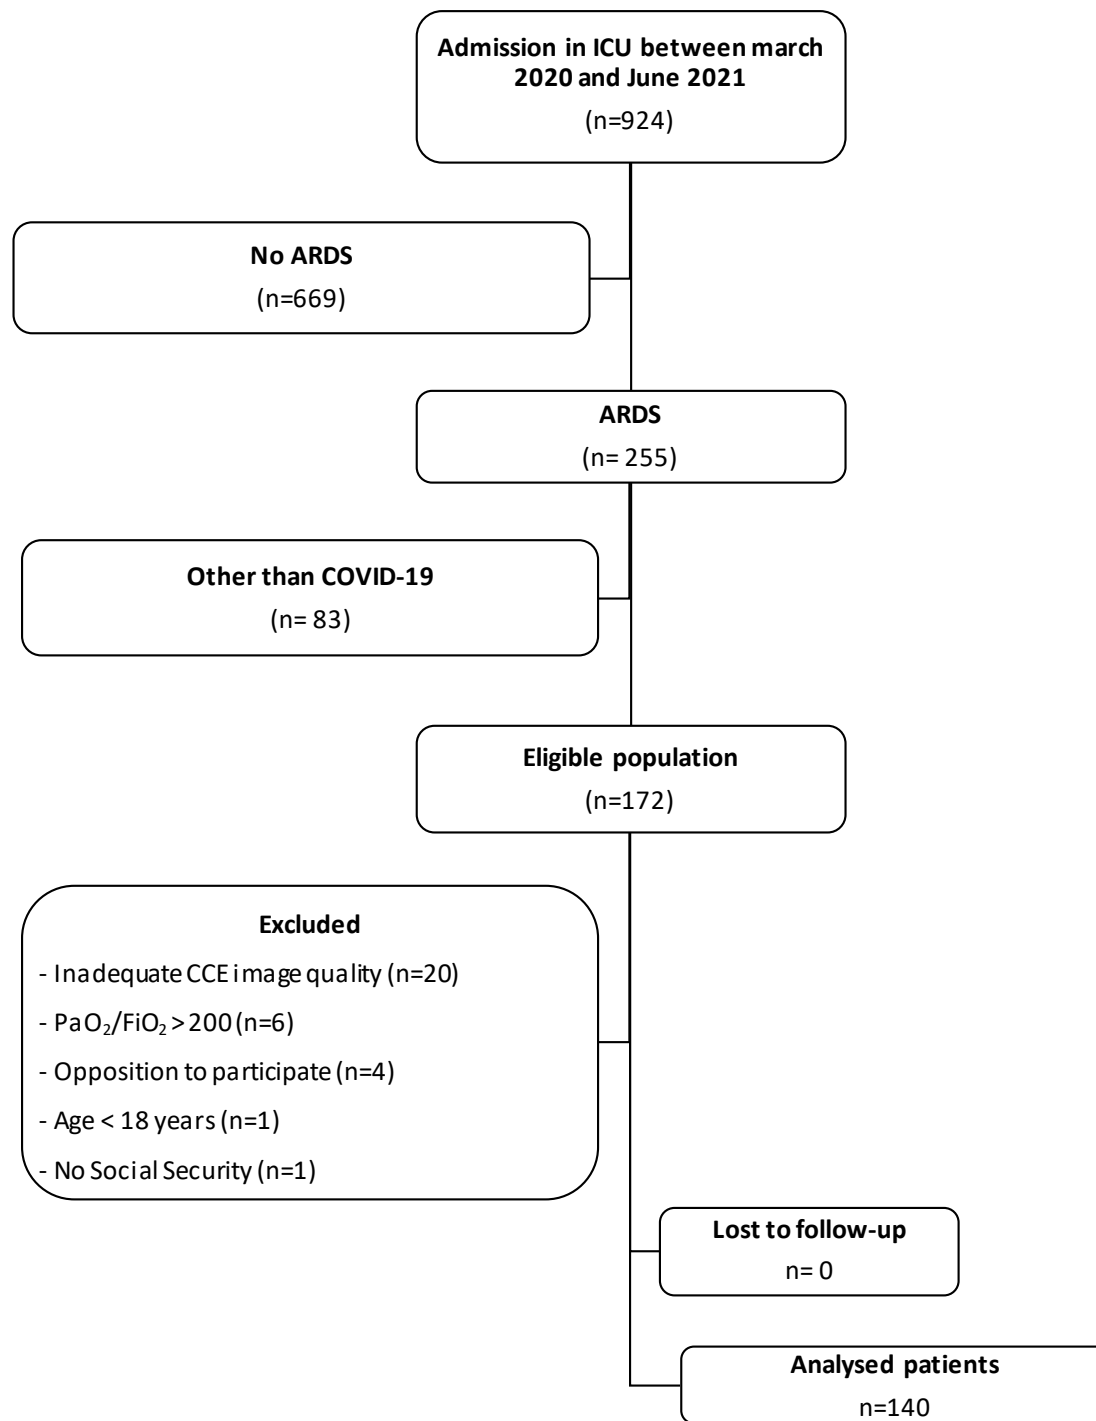 Admission in ICU between march
2020 and June 2021
(n=924)
No ARDS
(n=669)
ARDS
(n= 255)
Other than COVID-19
(n= 83)
Eligible population
(n=172)
Excluded
- Inadequate CCE image quality (n=20)
- PaO₂/FiO₂ > 200 (n=6)
- Opposition to participate (n=4)
- Age < 18 years (n=1)
- No Social Security (n=1)
Lost to follow-up
n= 0
Analysed patients
n=140